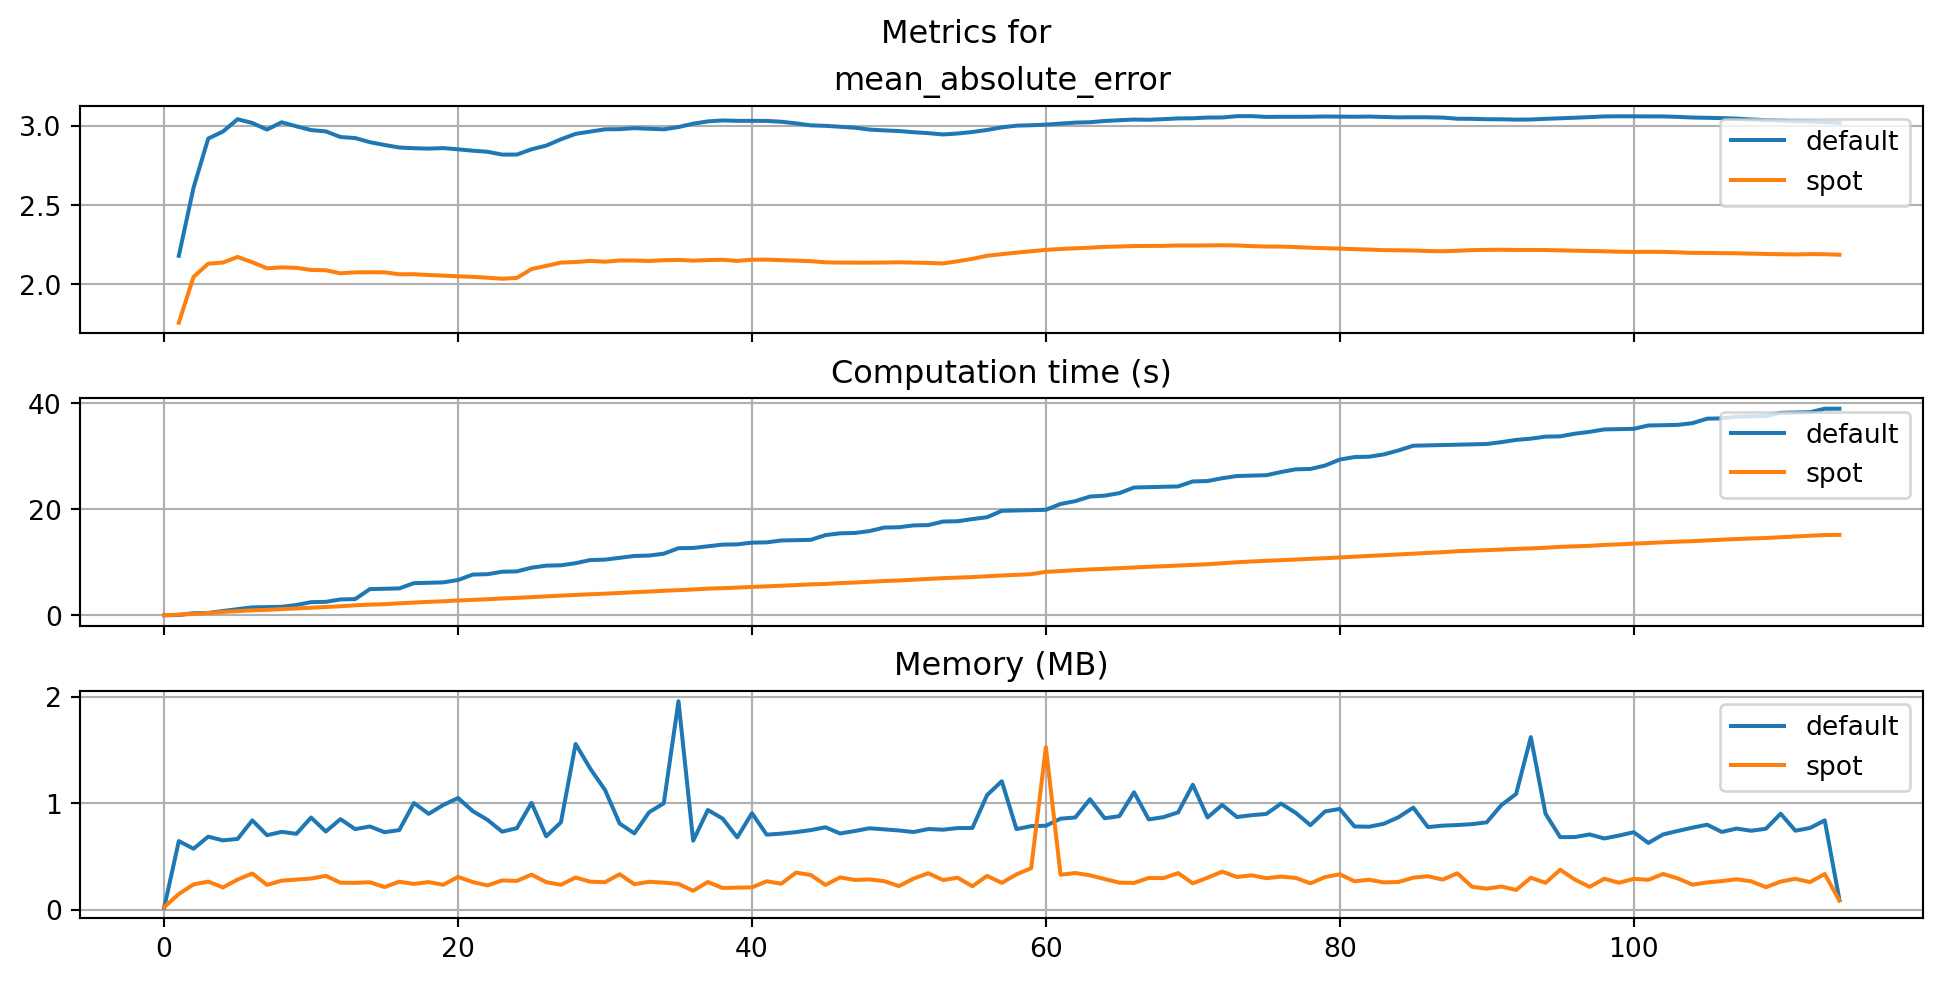 Metrics for
mean_absolute_error
3.0
2.5
2.0
default
spot
Computation time (s)
40
20
0
default
spot
Memory (MB)
2
1
0
default
spot
0 20 40 60 80 100